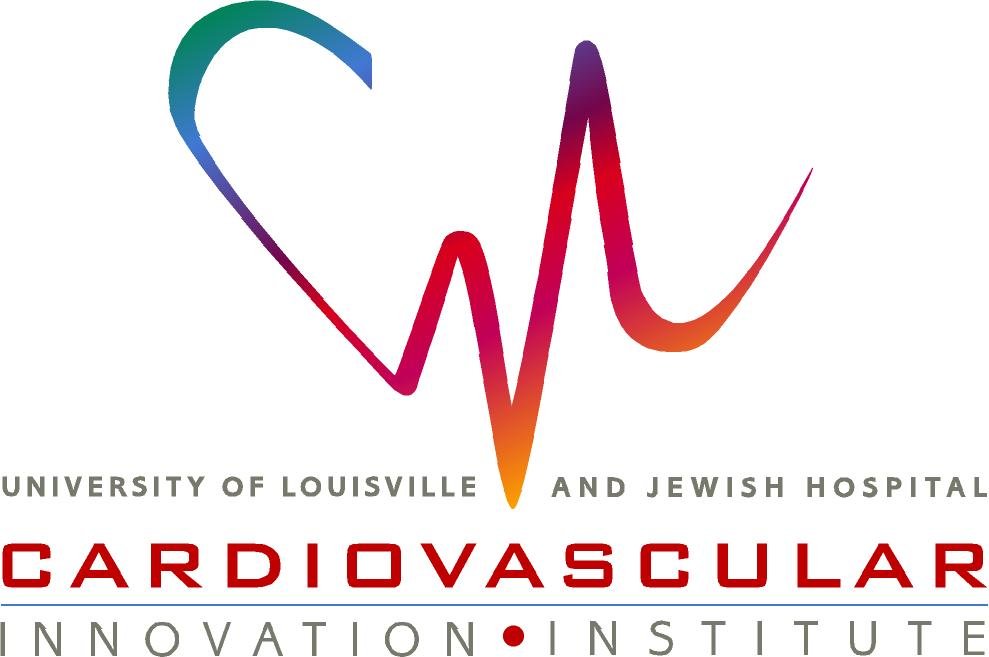 UNIVERSITY OF LOUISVILLE AND JEWISH HOSPITAL
CARDIOVASCULAR
INNOVATION • INSTITUTE